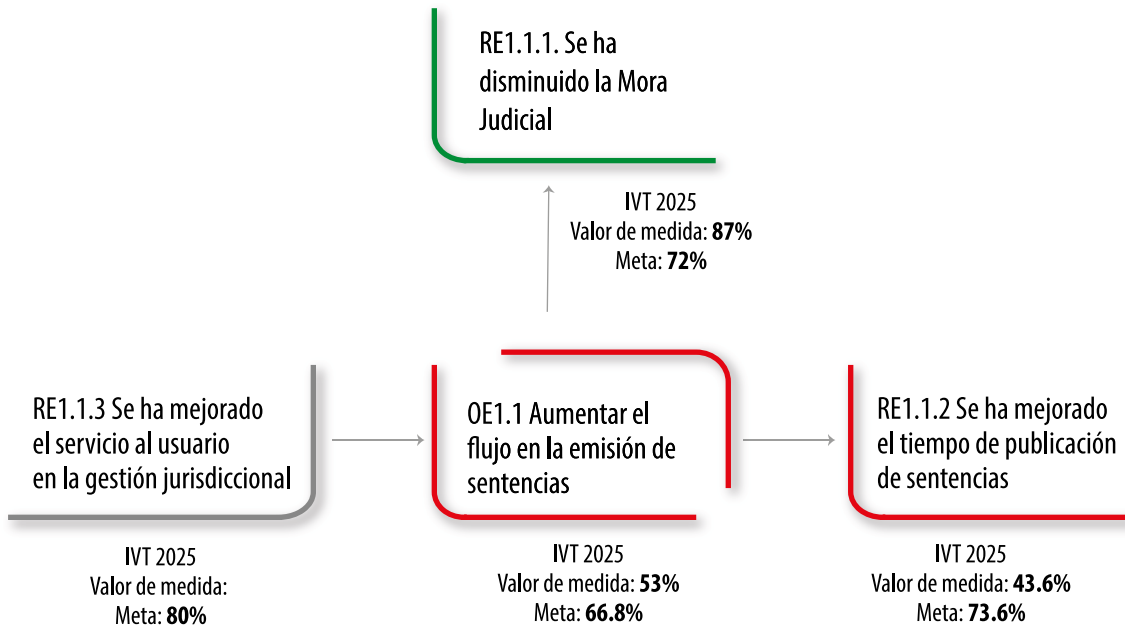 RE1.1.1. Se ha
disminuido la Mora
Judicial
IVT 2025
Valor de medida: 87%
Meta: 72%
RE1.1.3 Se ha mejorado
el servicio al usuario
en la gestión jurisdiccional
IVT 2025
Valor de medida:
Meta: 80%
OE1.1 Aumentar el
flujo en la emisión de
sentencias
IVT 2025
Valor de medida: 53%
Meta: 66.8%
RE1.1.2 Se ha mejorado
el tiempo de publicación
de sentencias
IVT 2025
Valor de medida: 43.6%
Meta: 73.6%